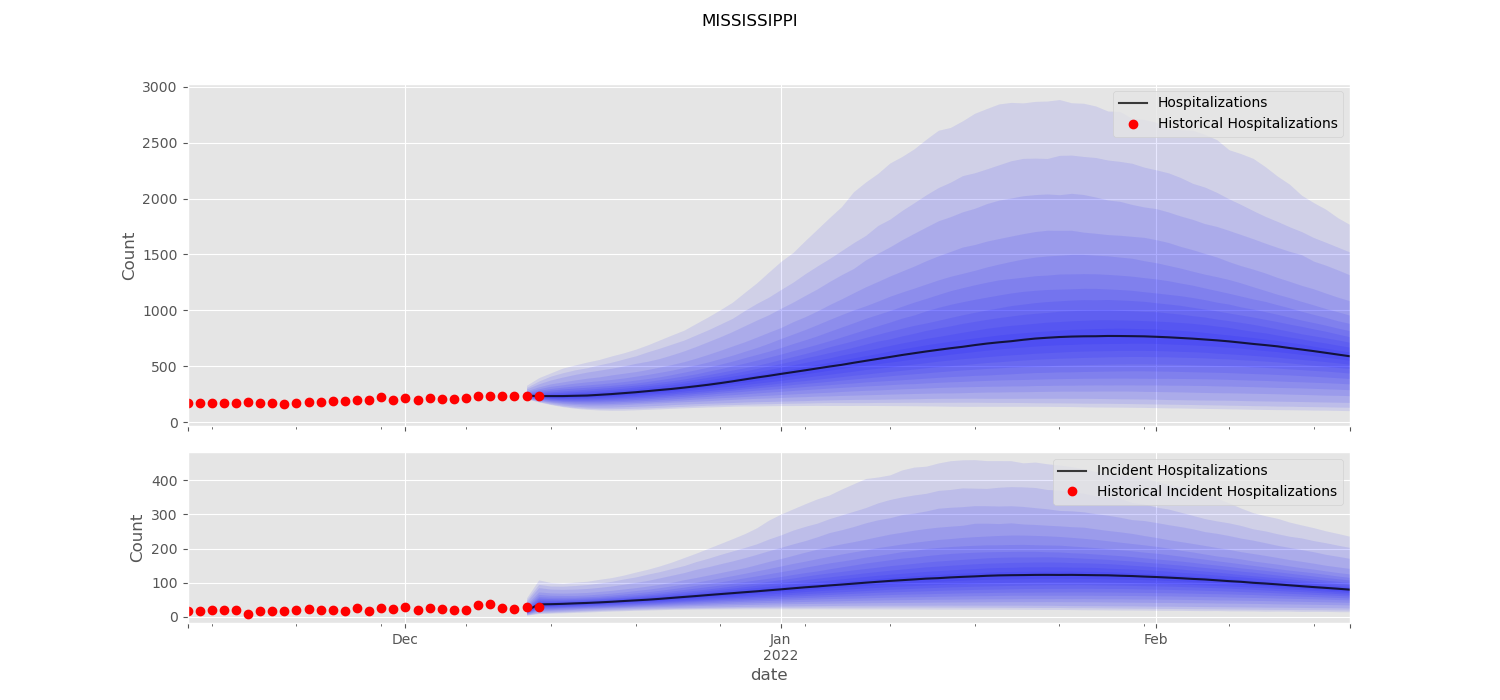 MISSISSIPPI
3000
2500
2000
1500
1000
500
0
Count
Hospitalizations
Historical Hospitalizations
400
300
200
100
0
Count
Incident Hospitalizations
Historical Incident Hospitalizations
Dec
Jan
2022
Feb
date